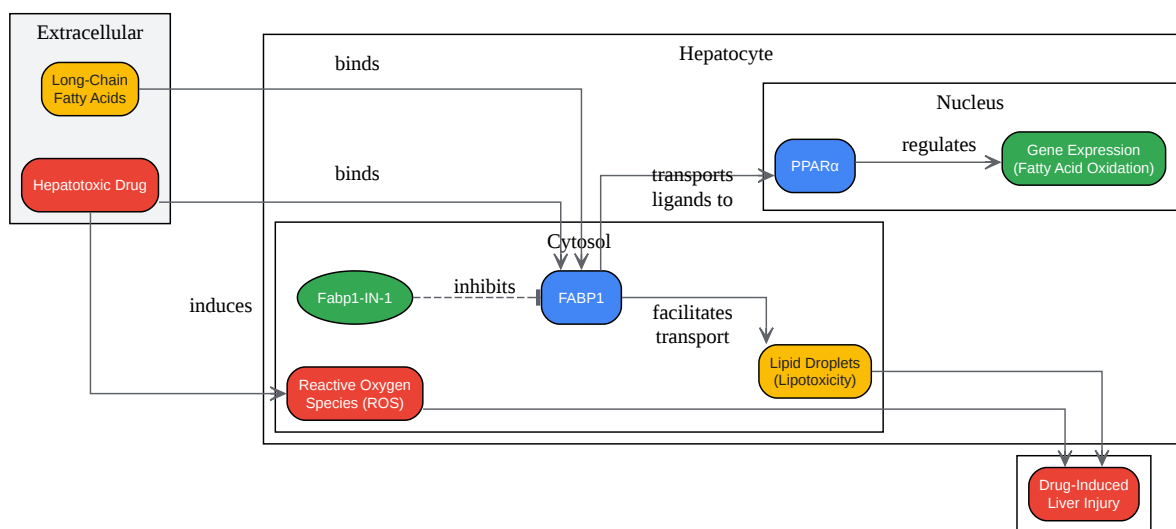 Extracellular
Hepatocyte
Long-Chain
Fatty Acids
binds
Nucleus
Hepatotoxic Drug
binds
PPARα
regulates
Gene Expression
(Fatty Acid Oxidation)
transports
ligands to
Cytosol
Fabp1-IN-1
inhibits
FABP1
induces
facilitates
transport
Reactive Oxygen
Species (ROS)
Lipid Droplets
(Lipotoxicity)
Drug-Induced
Liver Injury